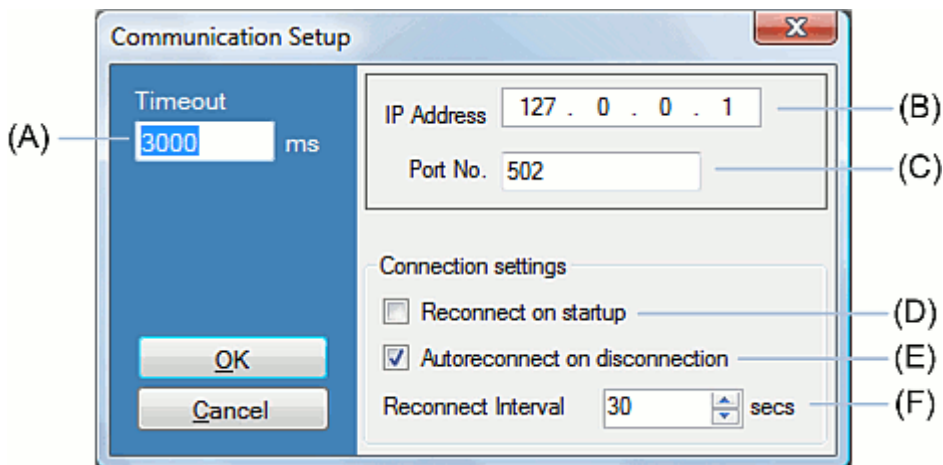 Communication Setup
Timeout
(A)
3000 ms
IP Address 127 . 0 . 0 . 1 (B)
Port No. 502 (C)
Connection settings
Reconnect on startup (D)
Autoreconnect on disconnection (E)
Reconnect Interval 30 secs (F)
OK
Cancel